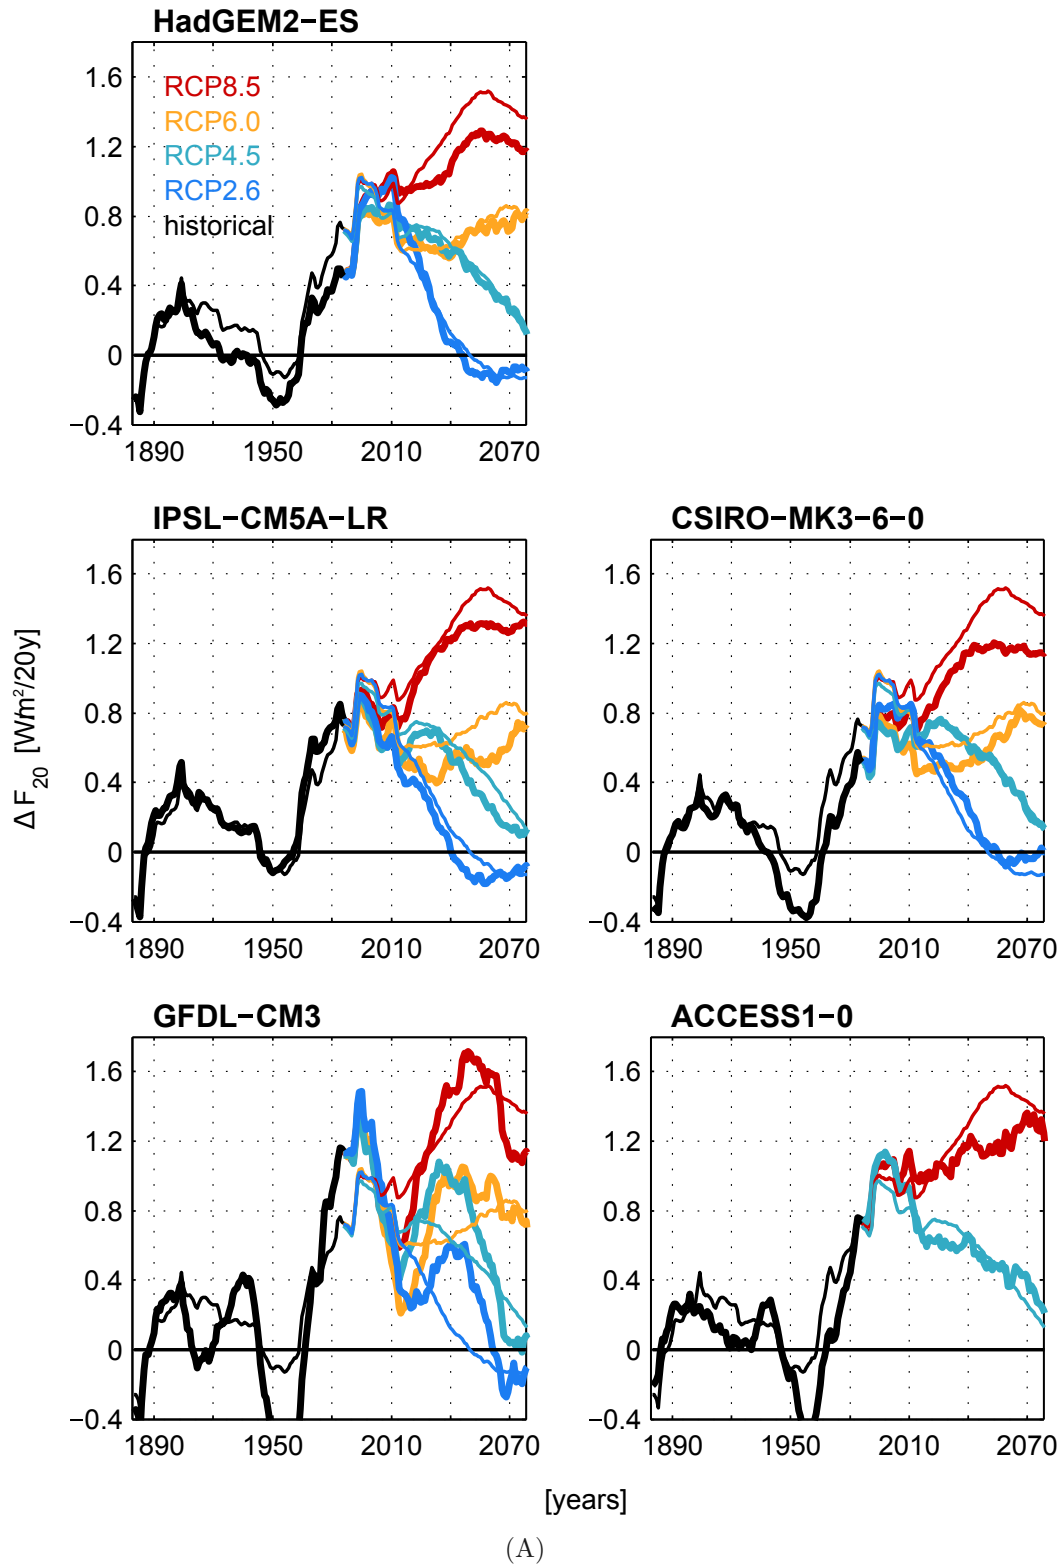 HadGEM2−ES
1.6
1.2
0.8
0.4
0
−0.4
RCP8.5
RCP6.0
RCP4.5
RCP2.6
historical
1890 1950 2010 2070
IPSL−CM5A−LR
1.6
1.2
0.8
0.4
0
−0.4
1890 1950 2010 2070
CSIRO−MK3−6−0
1.6
1.2
0.8
0.4
0
−0.4
1890 1950 2010 2070
ΔF20 [Wm²/20y]
GFDL−CM3
1.6
1.2
0.8
0.4
0
−0.4
1890 1950 2010 2070
ACCESS1−0
1.6
1.2
0.8
0.4
0
−0.4
1890 1950 2010 2070
[years]
(A)